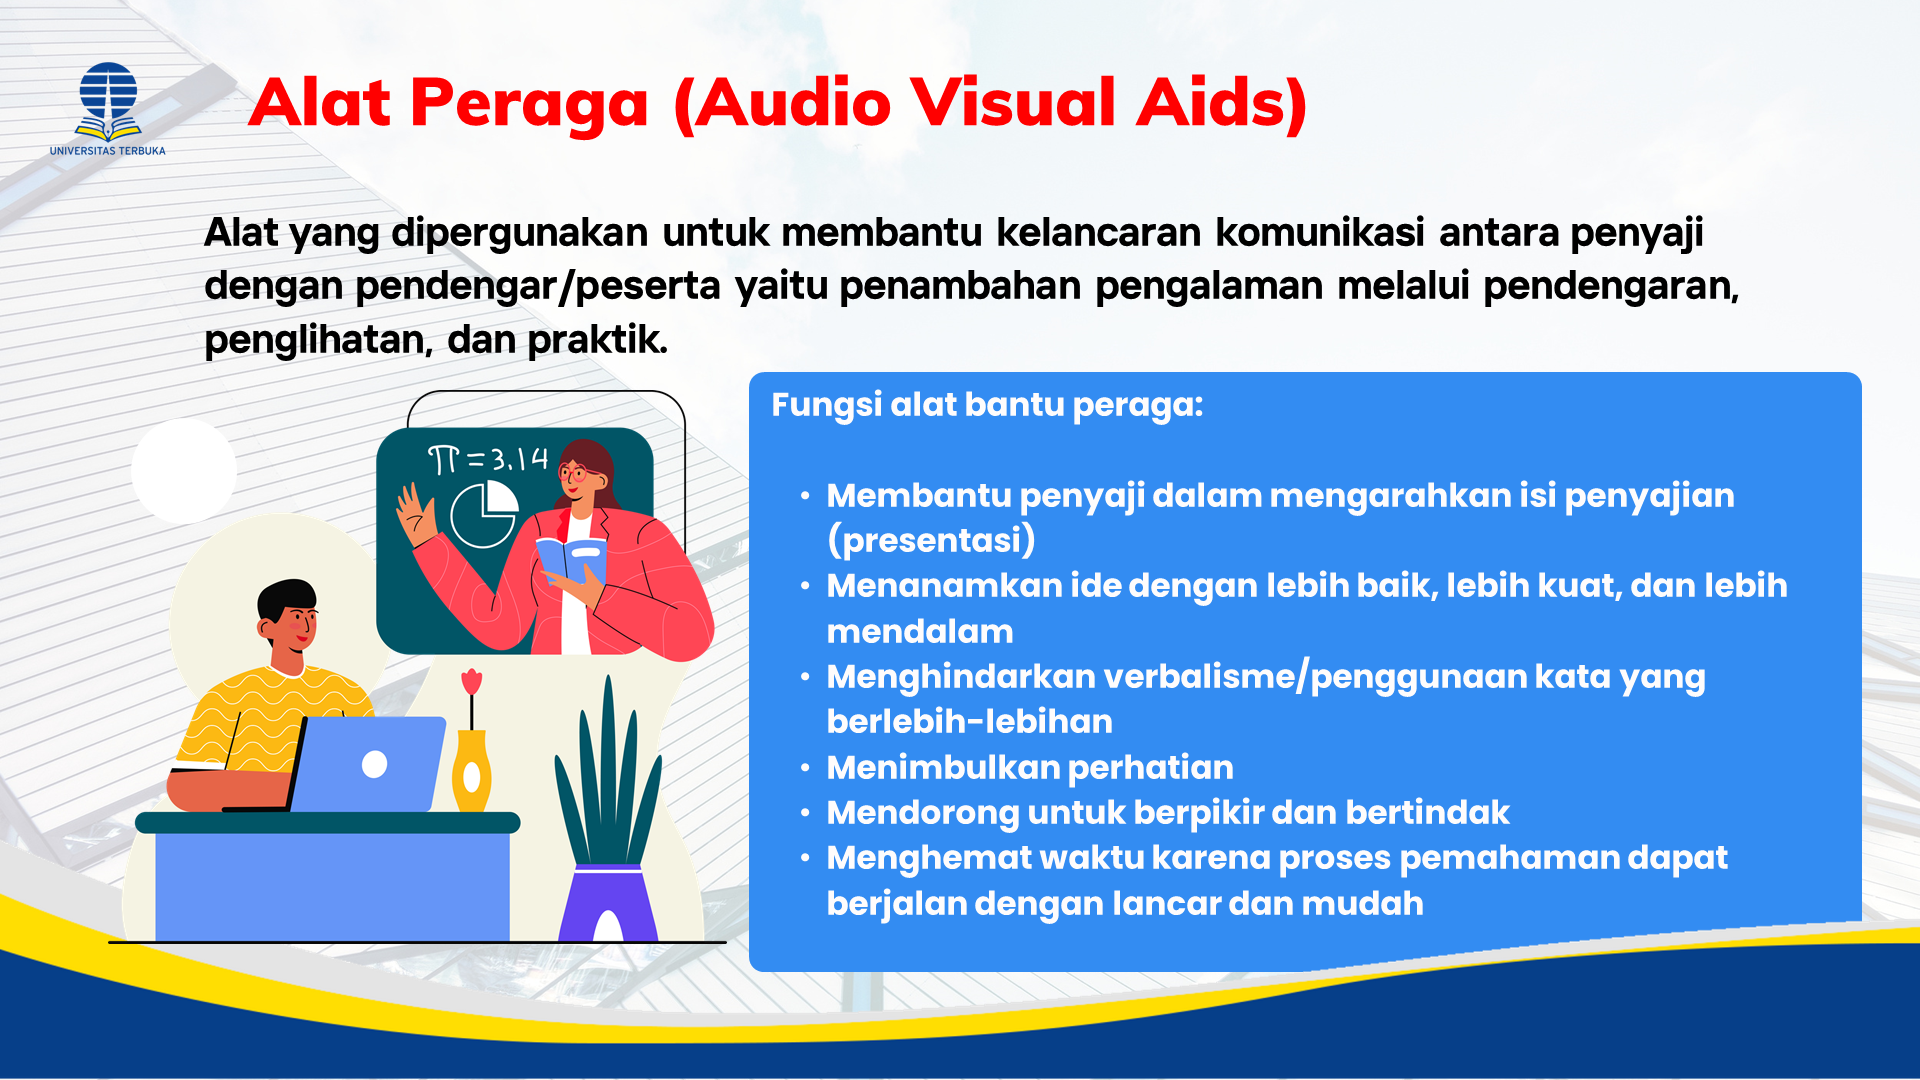 UNIVERSITAS TERBUKA
Alat Peraga (Audio Visual Aids)
Alat yang dipergunakan untuk membantu kelancaran komunikasi antara penyaji
dengan pendengar/peserta yaitu penambahan pengalaman melalui pendengaran,
penglihatan, dan praktik.
π = 3.14
Fungsi alat bantu peraga:
• Membantu penyaji dalam mengarahkan isi penyajian
(presentasi)
• Menanamkan ide dengan lebih baik, lebih kuat, dan lebih
mendalam
• Menghindarkan verbalisme/penggunaan kata yang
berlebih-lebihan
• Menimbulkan perhatian
• Mendorong untuk berpikir dan bertindak
• Menghemat waktu karena proses pemahaman dapat
berjalan dengan lancar dan mudah